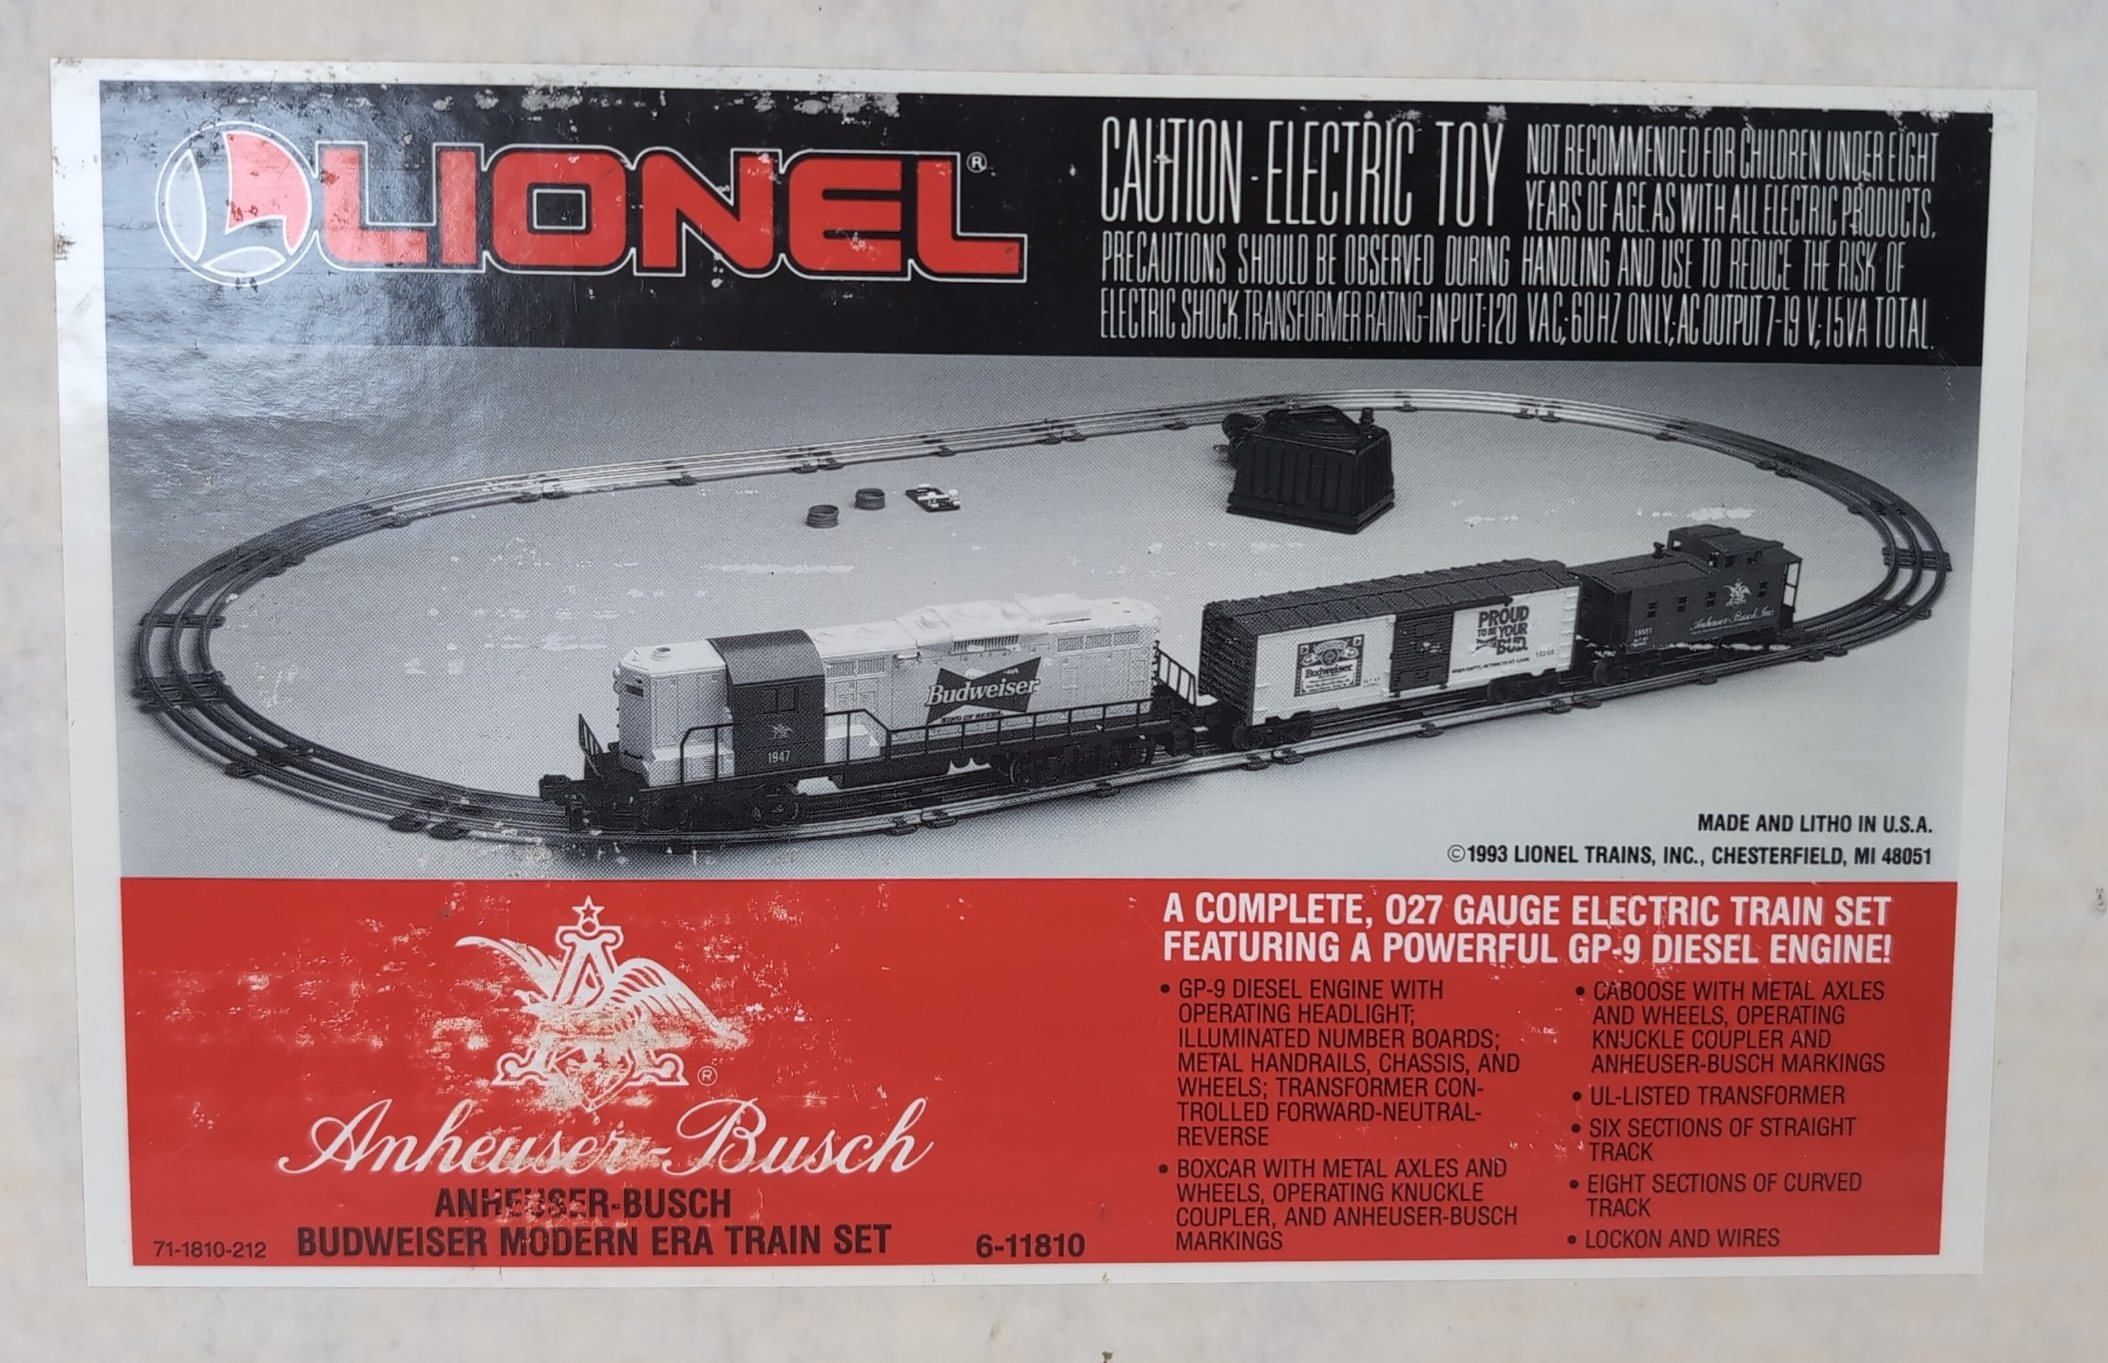 LIONEL®
CAUTION-ELECTRIC TOY NOT RECOMMENDED FOR CHILDREN UNDER EIGHT
YEARS OF AGE. AS WITH ALL ELECTRIC PRODUCTS,
PRECAUTIONS SHOULD BE OBSERVED DURING HANDLING AND USE TO REDUCE THE RISK OF
ELECTRIC SHOCK. TRANSFORMER RATING-INPUT-120 VAC, 60HZ ONLY; AC OUTPUT 7-19 V; 15VA TOTAL.
Budweiser
KING OF BEERS
1947
Budweiser
PROUD
TO BE YOUR
BUD
Anheuser-Busch, Inc.
MADE AND LITHO IN U.S.A.
©1993 LIONEL TRAINS, INC., CHESTERFIELD, MI 48051
A ®
Anheuser-Busch
ANHEUSER-BUSCH
BUDWEISER MODERN ERA TRAIN SET
71-1810-212
6-11810
A COMPLETE, 027 GAUGE ELECTRIC TRAIN SET
FEATURING A POWERFUL GP-9 DIESEL ENGINE!
• GP-9 DIESEL ENGINE WITH
OPERATING HEADLIGHT;
ILLUMINATED NUMBER BOARDS;
METAL HANDRAILS, CHASSIS, AND
WHEELS; TRANSFORMER CON-
TROLLED FORWARD-NEUTRAL-
REVERSE
• BOXCAR WITH METAL AXLES AND
WHEELS, OPERATING KNUCKLE
COUPLER, AND ANHEUSER-BUSCH
MARKINGS
• CABOOSE WITH METAL AXLES
AND WHEELS, OPERATING
KNUCKLE COUPLER AND
ANHEUSER-BUSCH MARKINGS
• UL-LISTED TRANSFORMER
• SIX SECTIONS OF STRAIGHT
TRACK
• EIGHT SECTIONS OF CURVED
TRACK
• LOCKON AND WIRES